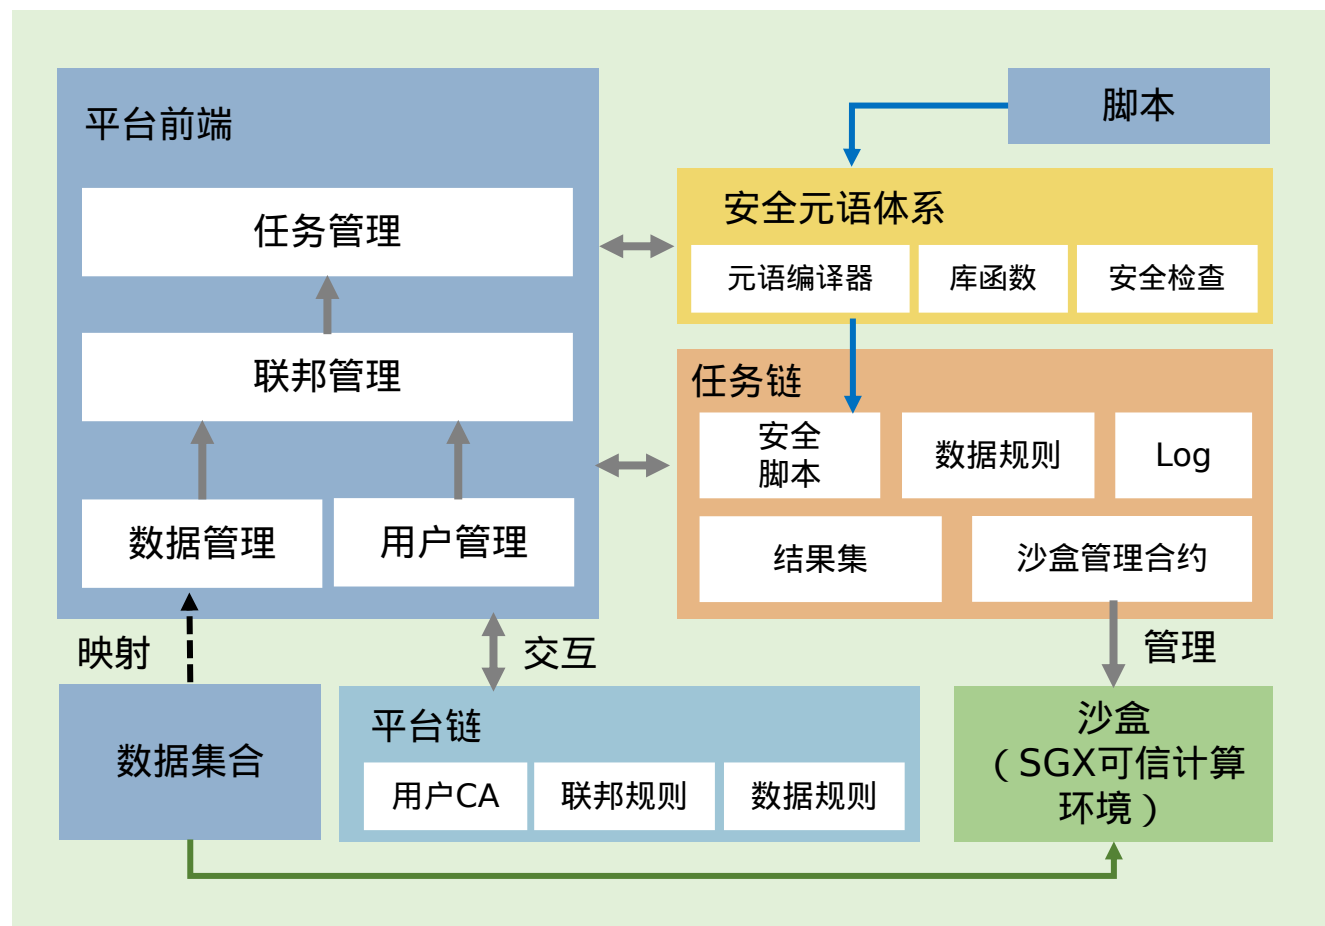 平台前端
任务管理
联邦管理
数据管理
用户管理
脚本
安全元语体系
元语编译器
库函数
安全检查
任务链
安全
脚本
数据规则
Log
结果集
沙盒管理合约
映射
交互
管理
数据集合
平台链
用户CA
联邦规则
数据规则
沙盒
（SGX可信计算
环境）